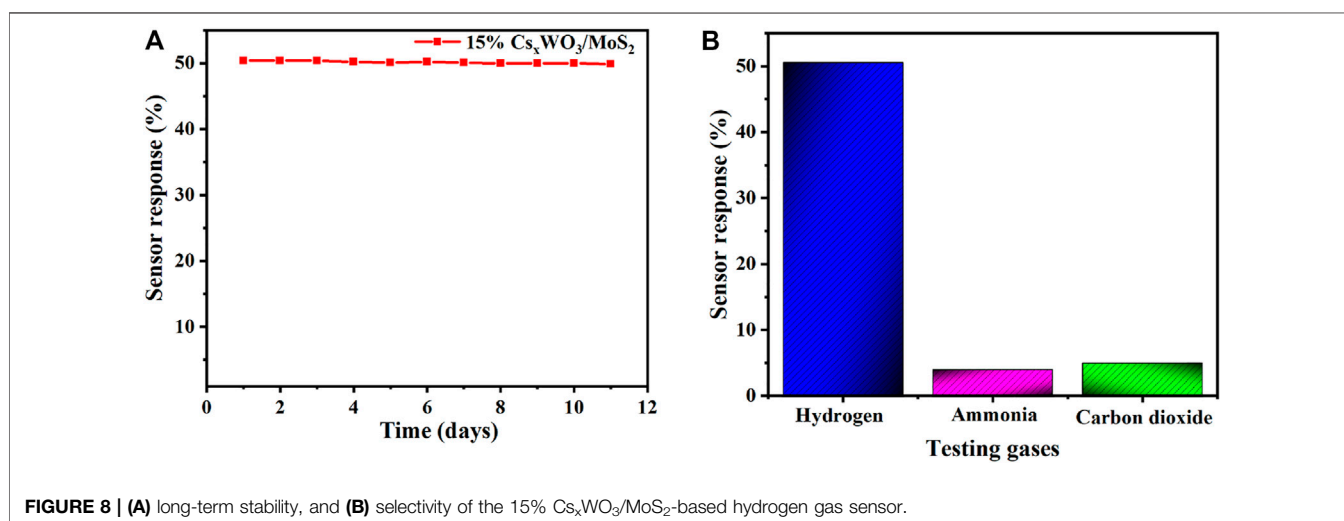 A
15% CsₓWO₃/MoS₂
Sensor response (%)
50
40
30
20
10
0 2 4 6 8 10 12
Time (days)
B
Sensor response (%)
50
40
30
20
10
0
Hydrogen Ammonia Carbon dioxide
Testing gases
FIGURE 8 | (A) long-term stability, and (B) selectivity of the 15% CsₓWO₃/MoS₂-based hydrogen gas sensor.